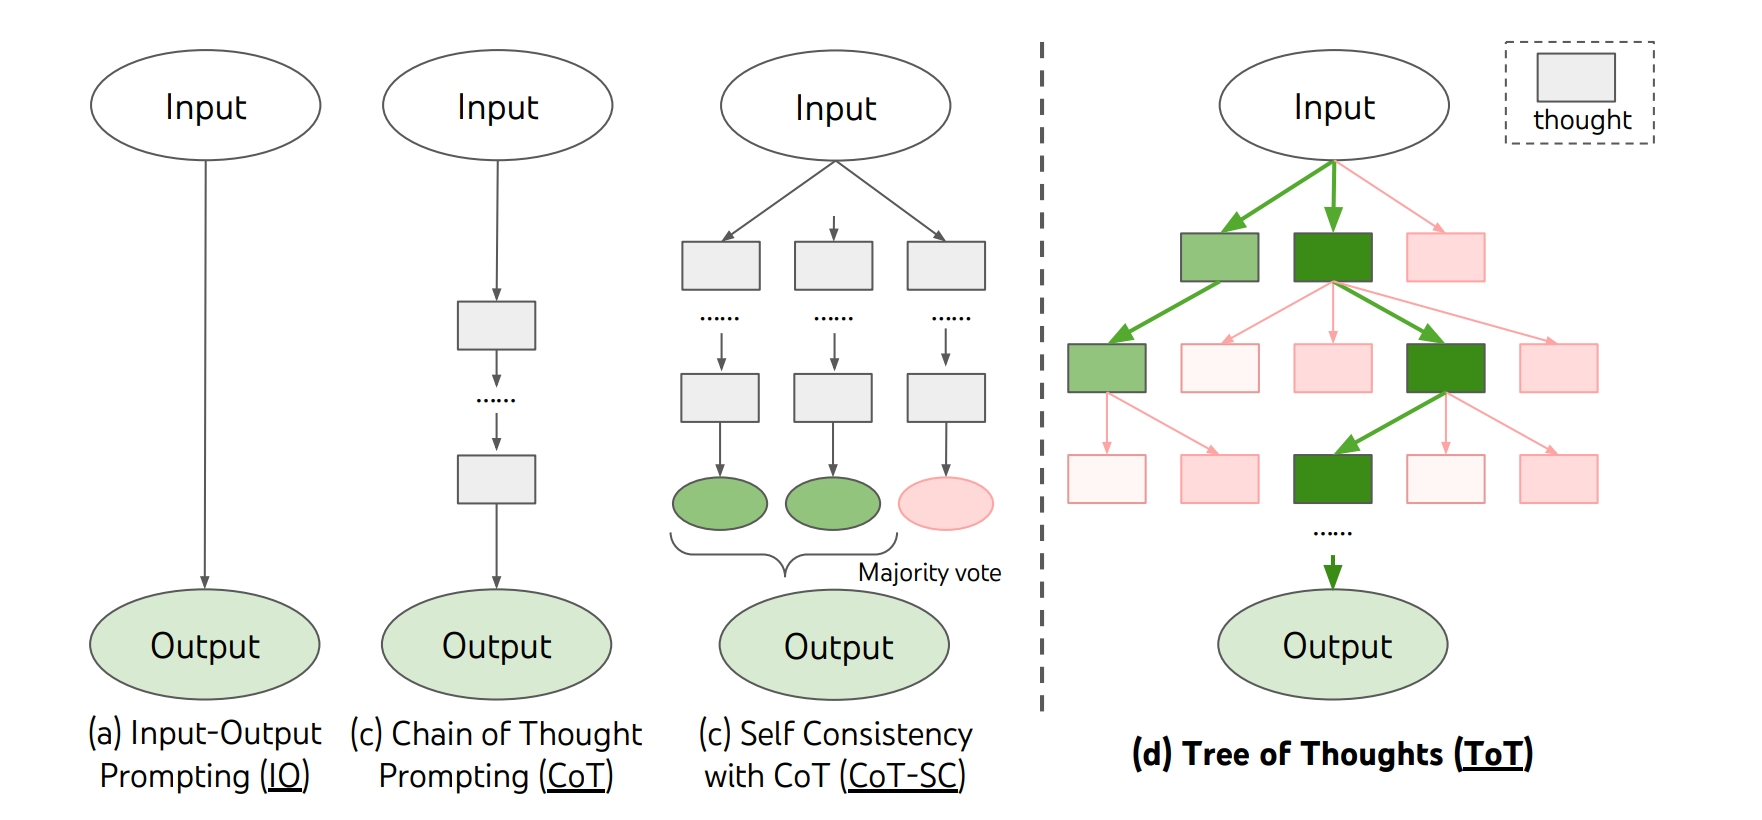 Input
Input
Input
Input
thought
......
......
......
......
......
Majority vote
Output
Output
Output
Output
(a) Input-Output
Prompting (IO)
(c) Chain of Thought
Prompting (CoT)
(c) Self Consistency
with CoT (CoT-SC)
(d) Tree of Thoughts (ToT)